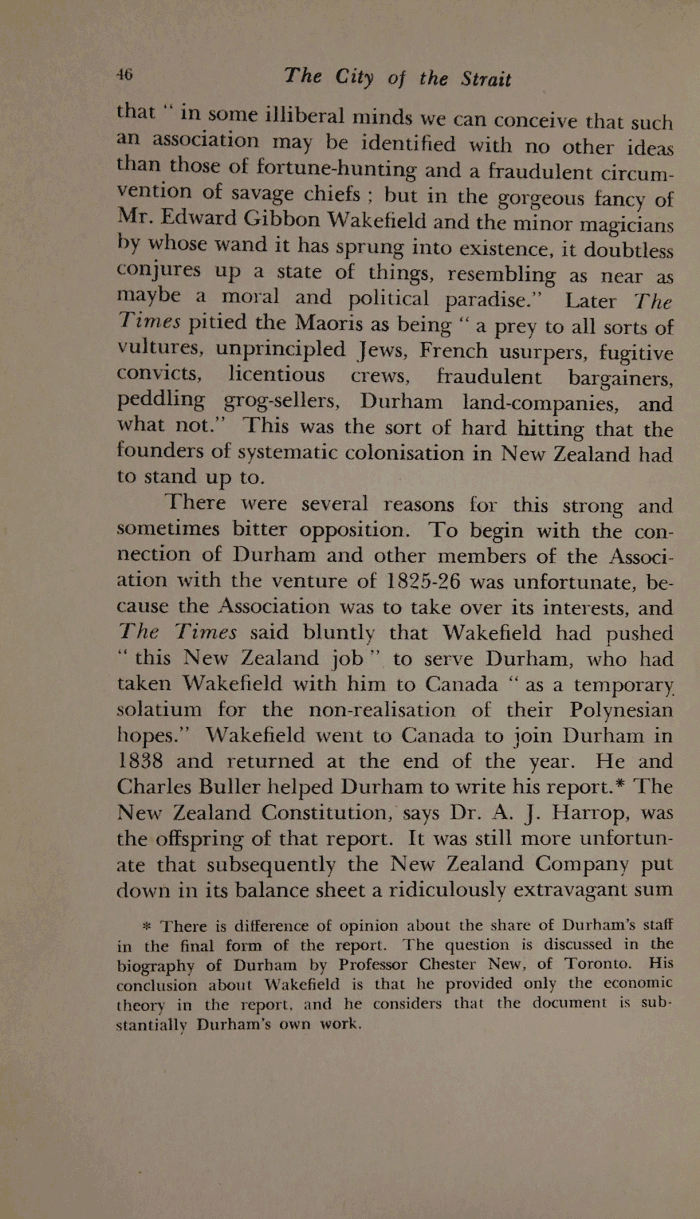 46 The City of the Strait
that “ in some illiberal minds we can conceive that such
an association may be identified with no other ideas
than those of fortune-hunting and a fraudulent circum-
vention of savage chiefs ; but in the gorgeous fancy of
Mr. Edward Gibbon Wakefield and the minor magicians
by whose wand it has sprung into existence, it doubtless
conjures up a state of things, resembling as near as
maybe a moral and political paradise.” Later The
Times pitied the Maoris as being “ a prey to all sorts of
vultures, unprincipled Jews, French usurpers, fugitive
convicts, licentious crews, fraudulent bargainers,
peddling grog-sellers, Durham land-companies, and
what not.” This was the sort of hard hitting that the
founders of systematic colonisation in New Zealand had
to stand up to.
There were several reasons for this strong and
sometimes bitter opposition. To begin with the con-
nection of Durham and other members of the Associ-
ation with the venture of 1825-26 was unfortunate, be-
cause the Association was to take over its interests, and
The Times said bluntly that Wakefield had pushed
“ this New Zealand job ” to serve Durham, who had
taken Wakefield with him to Canada “ as a temporary
solatium for the non-realisation of their Polynesian
hopes.” Wakefield went to Canada to join Durham in
1838 and returned at the end of the year. He and
Charles Buller helped Durham to write his report.* The
New Zealand Constitution, says Dr. A. J. Harrop, was
the offspring of that report. It was still more unfortun-
ate that subsequently the New Zealand Company put
down in its balance sheet a ridiculously extravagant sum
* There is difference of opinion about the share of Durham’s staff
in the final form of the report. The question is discussed in the
biography of Durham by Professor Chester New, of Toronto. His
conclusion about Wakefield is that he provided only the economic
theory in the report, and he considers that the document is sub-
stantially Durham’s own work.